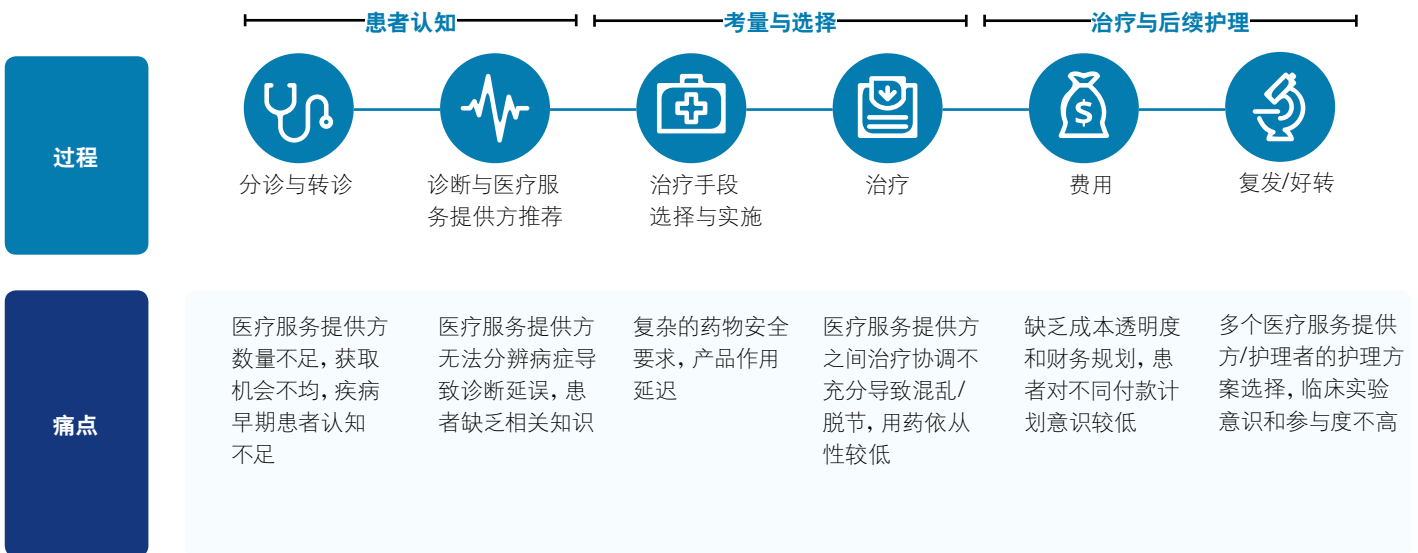 患者认知
考量与选择
治疗与后续护理
过程
分诊与转诊
诊断与医疗服
务提供方推荐
治疗手段
选择与实施
治疗
$
费用
复发/好转
痛点
医疗服务提供方
数量不足, 获取
机会不均, 疾病
早期患者认知
不足
医疗服务提供方
无法分辨病症导
致诊断延误, 患
者缺乏相关知识
复杂的药物安全
要求, 产品作用
延迟
医疗服务提供方
之间治疗协调不
充分导致混乱/
脱节, 用药依从
性较低
缺乏成本透明度
和财务规划, 患
者对不同付款计
划意识较低
多个医疗服务提供
方/护理者的护理方
案选择, 临床实验
意识和参与度不高